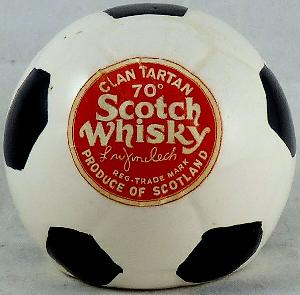 CLAN TARTAN
70°
Scotch
Whisky
REG. TRADE MARK
PRODUCE OF SCOTLAND